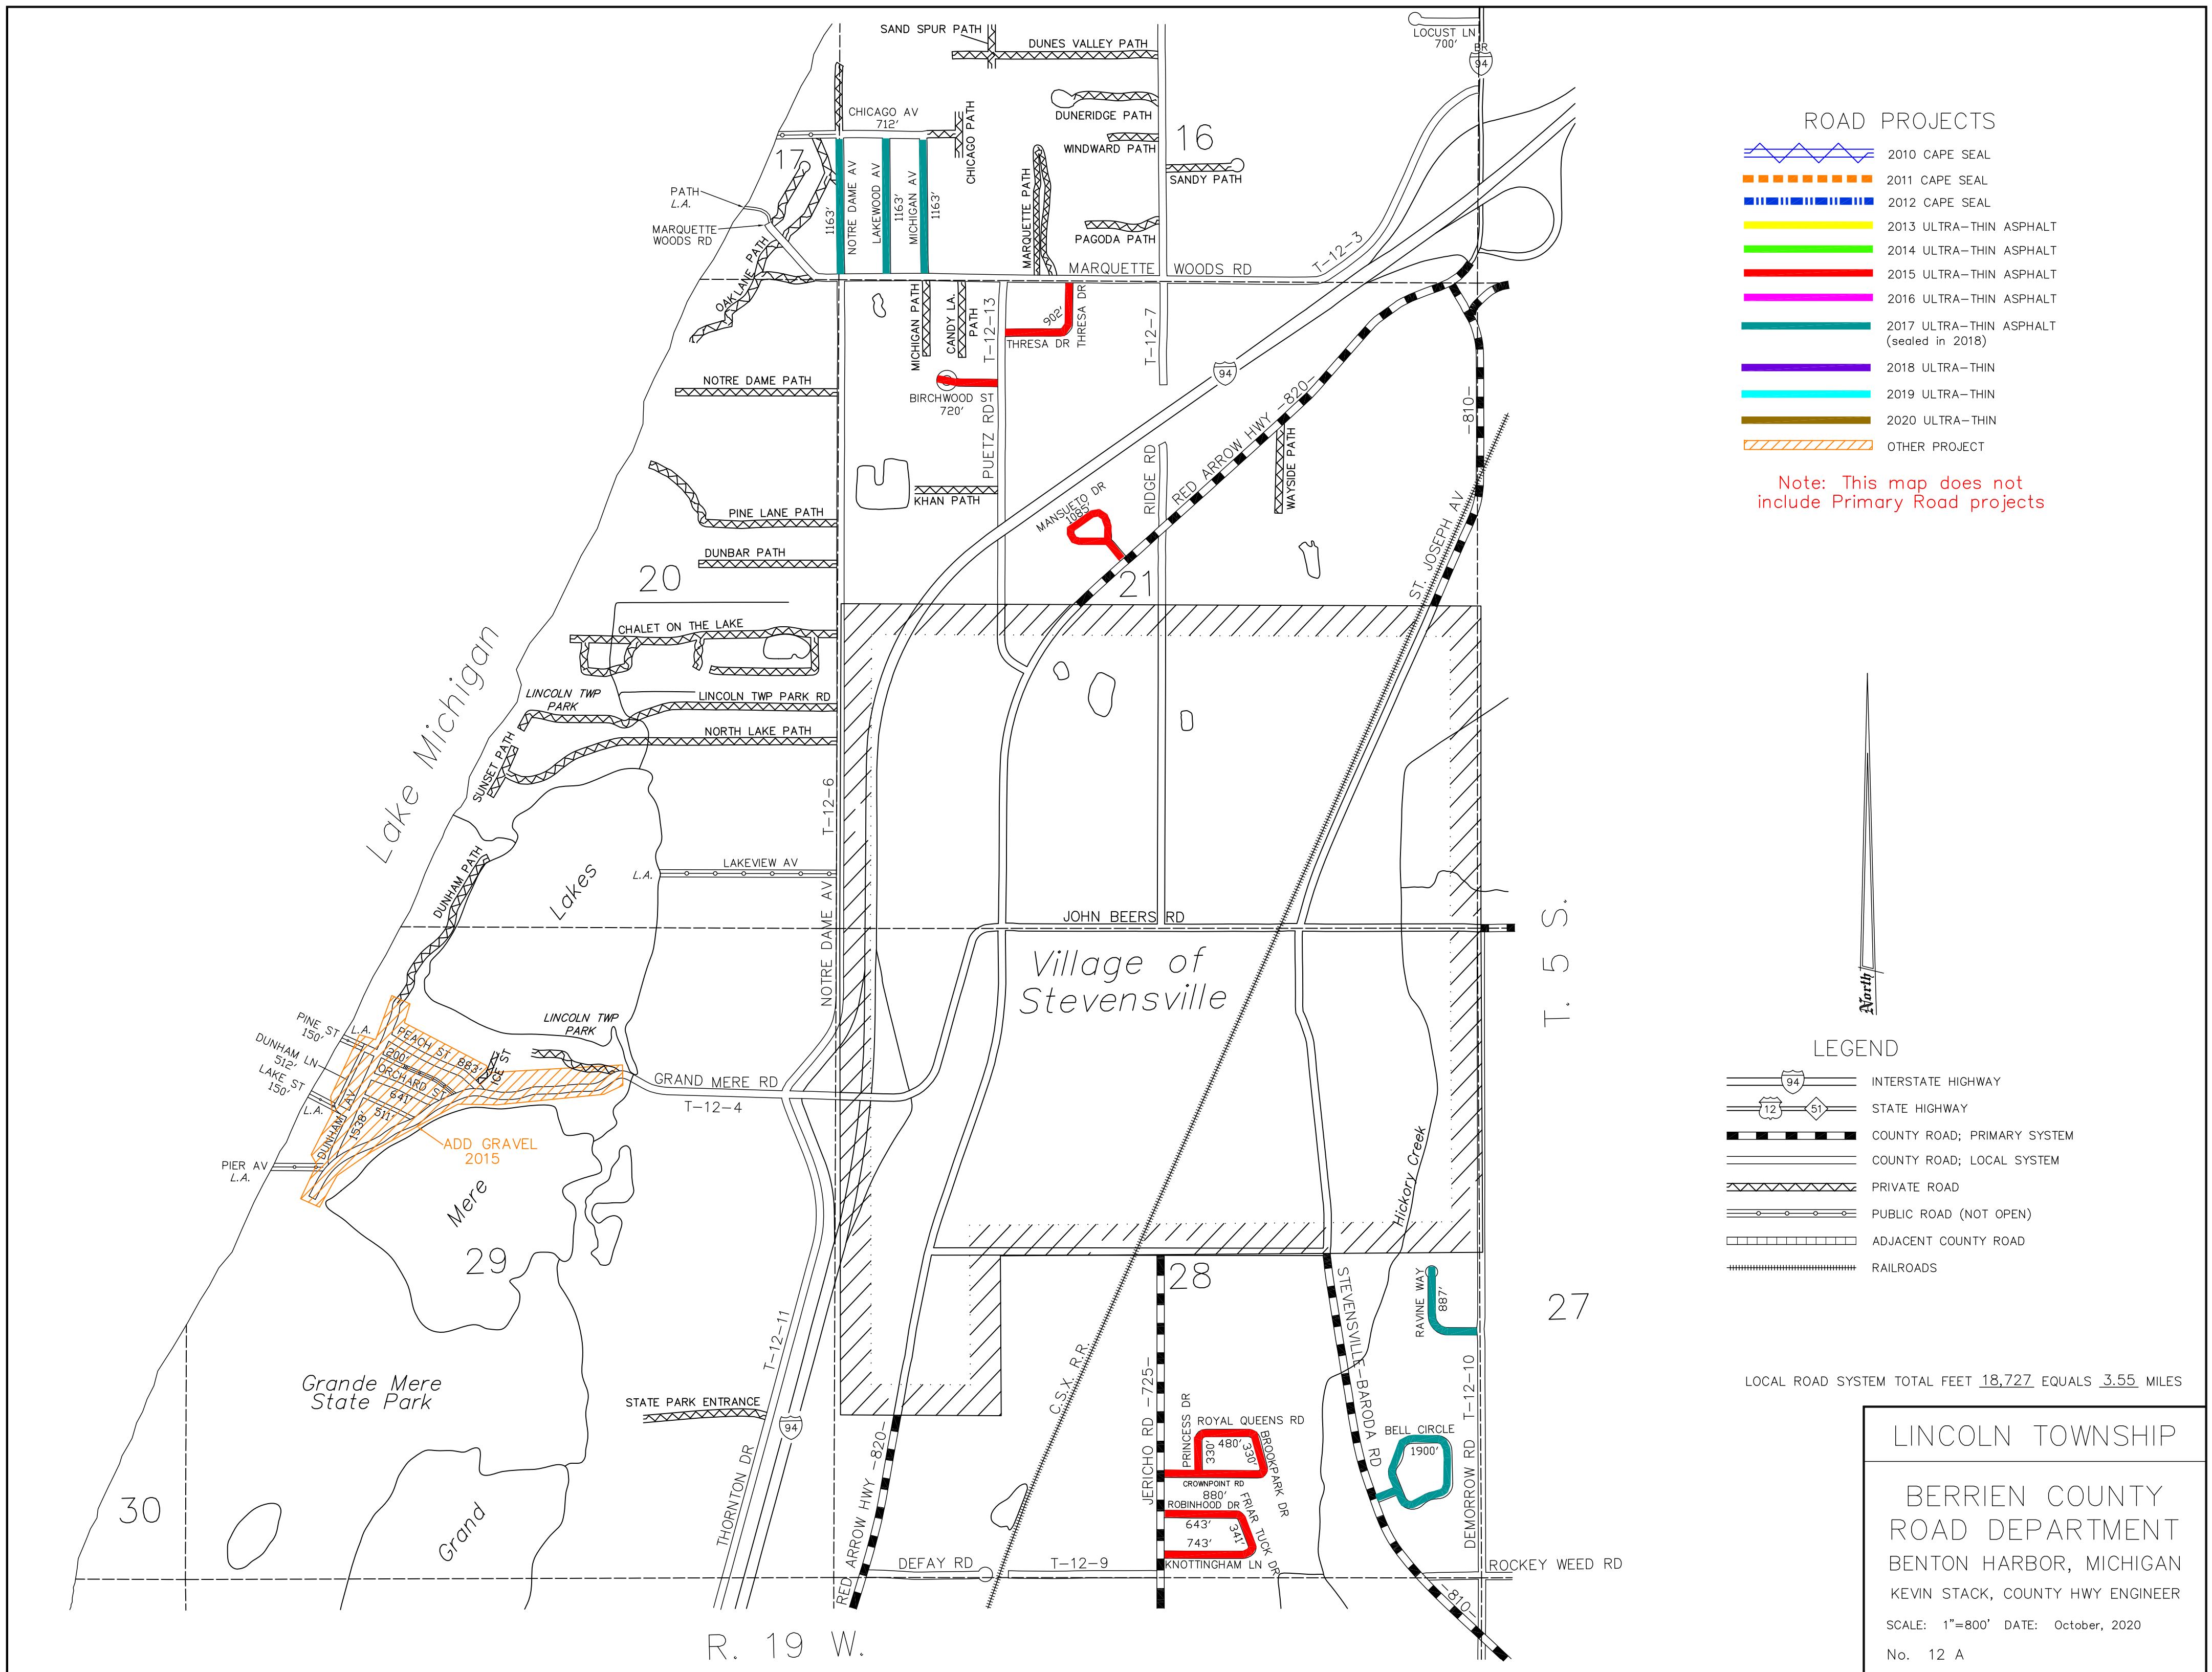 SAND SPUR PATH
DUNES VALLEY PATH
LOCUST LN
700'
BR
94
CHICAGO AV
712'
CHICAGO PATH
DUNERIDGE PATH
WINDWARD PATH
16
SANDY PATH
17
PATH
L.A.
MARQUETTE
WOODS RD
1163'
NOTRE DAME AV
LAKEWOOD AV
1163'
MICHIGAN AV
1163'
MARQUETTE PATH
PAGODA PATH
OAK LANE PATH
MARQUETTE WOODS RD
T-12-3
MICHIGAN PATH
CANDY LA.
PATH
T-12-13
902'
THRESA DR
THRESA DR
T-12-7
NOTRE DAME PATH
BIRCHWOOD ST
720'
PUETZ RD
94
RED ARROW HWY -820-
-810-
KHAN PATH
RIDGE RD
WAYSIDE PATH
PINE LANE PATH
MANSUETO DR
1085'
DUNBAR PATH
20
21
ST. JOSEPH AV
CHALET ON THE LAKE
LINCOLN TWP
PARK
LINCOLN TWP PARK RD
NORTH LAKE PATH
SUNSET PATH
Lake Michigan
T-12-6
DUNHAM PATH
Lakes
L.A.
LAKEVIEW AV
NOTRE DAME AV
JOHN BEERS RD
Village of
Stevensville
T. 5 S.
PINE ST
150'
L.A.
DUNHAM LN
512'
LAKE ST
150'
L.A.
PEACH ST 883'
200'
ORCHARD ST
641'
511'
DUNHAM AV
1538'
ICE ST
LINCOLN TWP
PARK
GRAND MERE RD
T-12-4
ADD GRAVEL
2015
PIER AV
L.A.
Mere
29
Hickory Creek
28
27
RAVINE WAY
887'
Grande Mere
State Park
T-12-11
THORNTON DR
STATE PARK ENTRANCE
94
RED ARROW HWY -820-
C.S.X. R.R.
JERICHO RD -725-
STEVENSVILLE-BARODA RD
PRINCESS DR
ROYAL QUEENS RD
330'
480'
330'
BROOKPARK DR
CROWNPOINT RD
880'
ROBINHOOD DR
643'
743'
341'
FRIAR TUCK DR
KNOTTINGHAM LN
BELL CIRCLE
1900'
DEMORROW RD T-12-10
30
Grand
DEFAY RD
T-12-9
ROCKEY WEED RD
-810-
R. 19 W.
ROAD PROJECTS
2010 CAPE SEAL
2011 CAPE SEAL
2012 CAPE SEAL
2013 ULTRA-THIN ASPHALT
2014 ULTRA-THIN ASPHALT
2015 ULTRA-THIN ASPHALT
2016 ULTRA-THIN ASPHALT
2017 ULTRA-THIN ASPHALT
(sealed in 2018)
2018 ULTRA-THIN
2019 ULTRA-THIN
2020 ULTRA-THIN
OTHER PROJECT
Note: This map does not
include Primary Road projects
North
LEGEND
94 INTERSTATE HIGHWAY
12 51 STATE HIGHWAY
COUNTY ROAD; PRIMARY SYSTEM
COUNTY ROAD; LOCAL SYSTEM
PRIVATE ROAD
PUBLIC ROAD (NOT OPEN)
ADJACENT COUNTY ROAD
RAILROADS
LOCAL ROAD SYSTEM TOTAL FEET 18,727 EQUALS 3.55 MILES
LINCOLN TOWNSHIP
BERRIEN COUNTY
ROAD DEPARTMENT
BENTON HARBOR, MICHIGAN
KEVIN STACK, COUNTY HWY ENGINEER
SCALE: 1"=800' DATE: October, 2020
No. 12 A